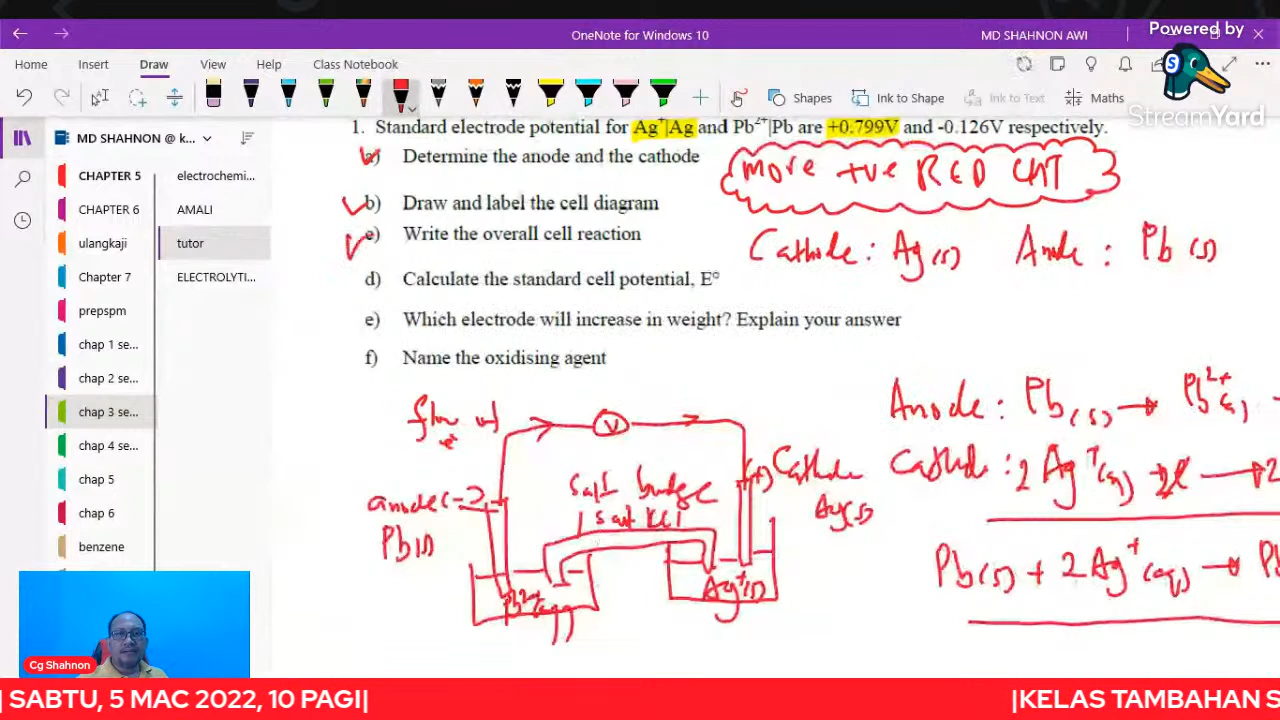 OneNote for Windows 10
MD SHAHNON AWI
Powered by
StreamYard
Home Insert Draw View Help Class Notebook
Shapes Ink to Shape Ink to Text Maths
MD SHAHNON @ k...
CHAPTER 5
CHAPTER 6
ulangkaji
Chapter 7
prepspm
chap 1 se...
chap 2 se...
chap 3 se...
chap 4 se...
chap 5
chap 6
benzene
electrochemi...
AMALI
tutor
ELECTROLYTI...
1. Standard electrode potential for Ag⁺|Ag and Pb²⁺|Pb are +0.799V and -0.126V respectively.
a) Determine the anode and the cathode
b) Draw and label the cell diagram
c) Write the overall cell reaction
d) Calculate the standard cell potential, E°
e) Which electrode will increase in weight? Explain your answer
f) Name the oxidising agent
more +ve RED CAT
Cathode : Ag(s) Anode : Pb (s)
Anode : Pb(s) → Pb²⁺
Cathode : 2 Ag⁺(aq)
Pb(s) + 2Ag⁺(aq) →
flow of e⁻
V
anode (-)
Pb(s)
salt bridge
sat KCl
(+) Cathode
Ag(s)
Pb²⁺(aq)
Ag⁺(s)
Cg Shahnon
| SABTU, 5 MAC 2022, 10 PAGI|
|KELAS TAMBAHAN S